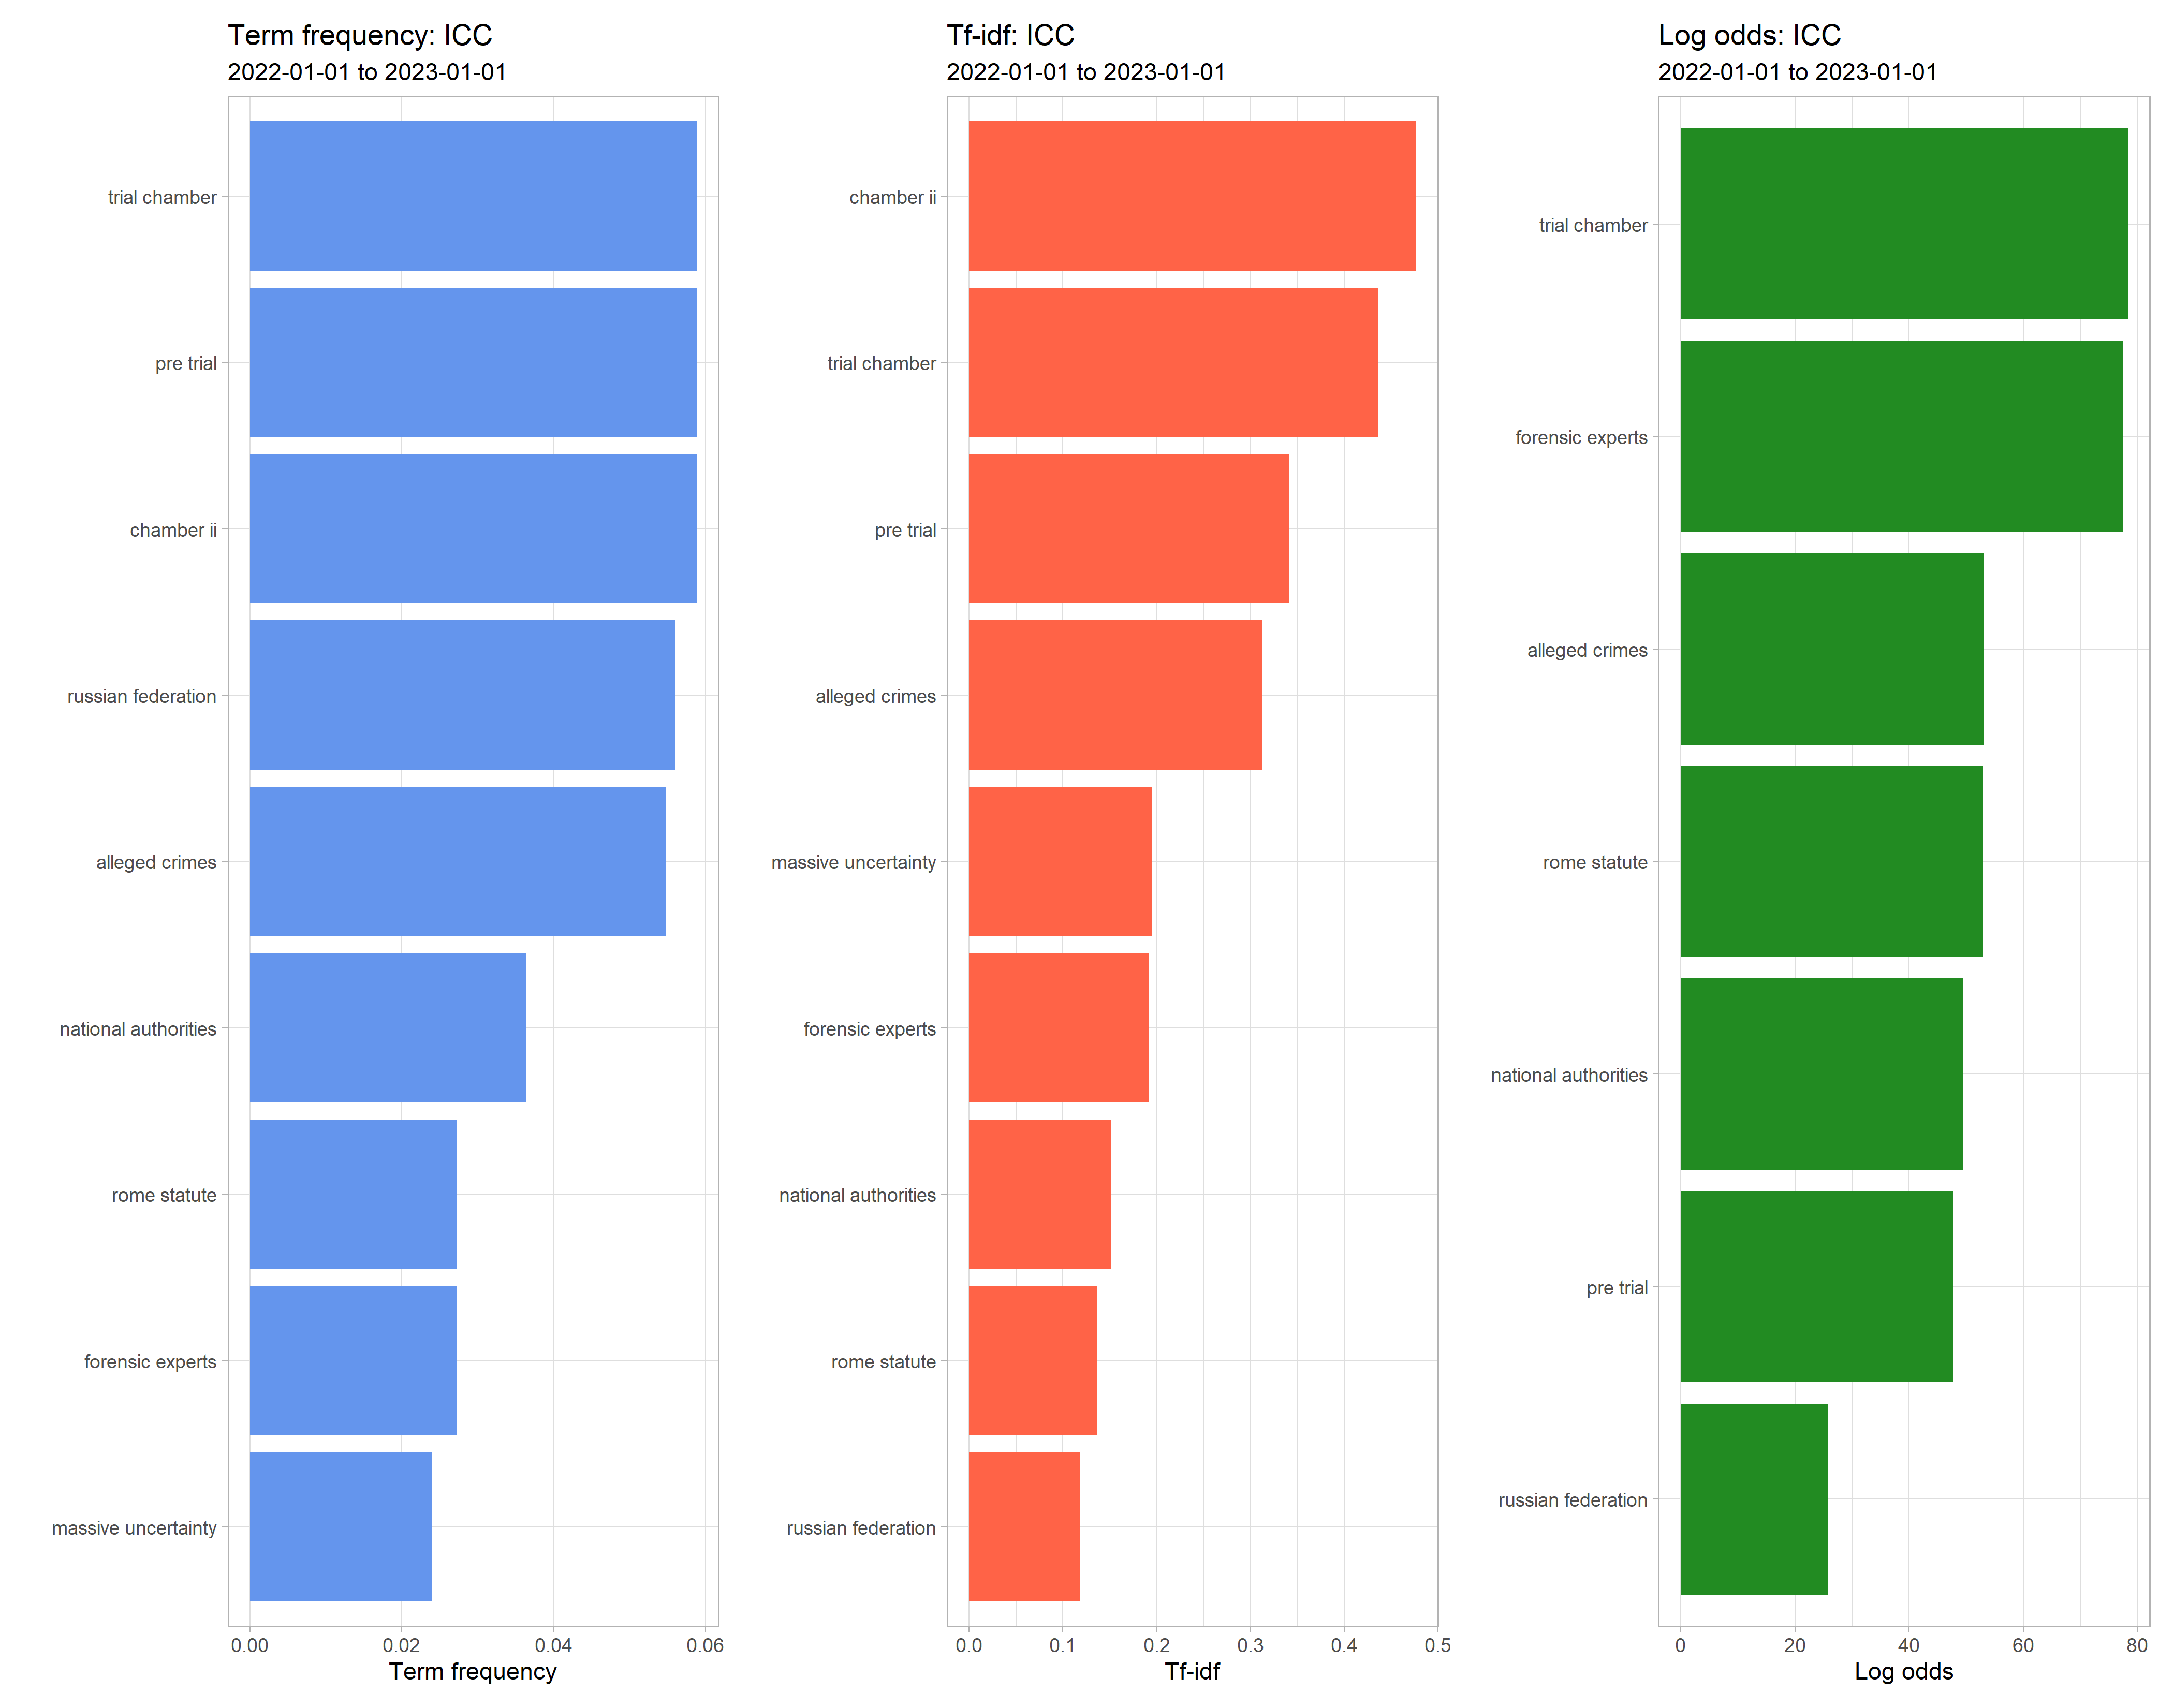 Term frequency: ICC
2022-01-01 to 2023-01-01
trial chamber
pre trial
chamber ii
russian federation
alleged crimes
national authorities
rome statute
forensic experts
massive uncertainty
0.00 0.02 0.04 0.06
Term frequency
Tf-idf: ICC
2022-01-01 to 2023-01-01
chamber ii
trial chamber
pre trial
alleged crimes
massive uncertainty
forensic experts
national authorities
rome statute
russian federation
0.0 0.1 0.2 0.3 0.4 0.5
Tf-idf
Log odds: ICC
2022-01-01 to 2023-01-01
trial chamber
forensic experts
alleged crimes
rome statute
national authorities
pre trial
russian federation
0 20 40 60 80
Log odds